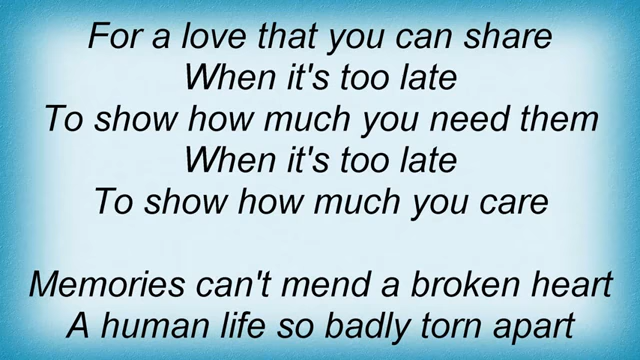 For a love that you can share
When it's too late
To show how much you need them
When it's too late
To show how much you care
Memories can't mend a broken heart
A human life so badly torn apart